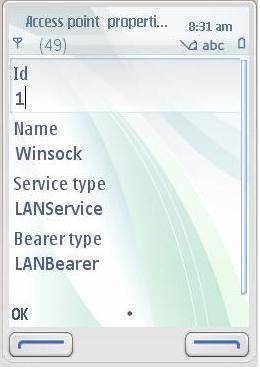 Access point properti...
8:31 am
(49)
abc
Id
1
Name
Winsock
Service type
LANService
Bearer type
LANBearer
OK